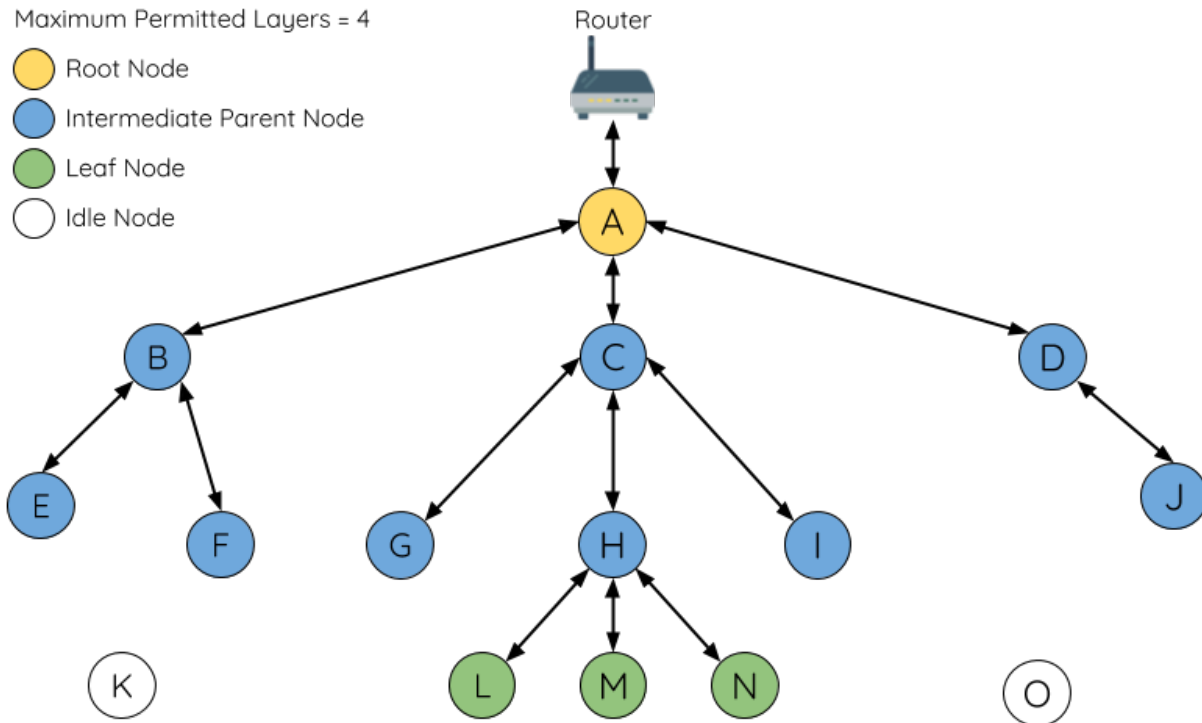 Maximum Permitted Layers = 4
Router
Root Node
Intermediate Parent Node
Leaf Node
Idle Node
A
B
C
D
E
F
G
H
I
J
K
L
M
N
O